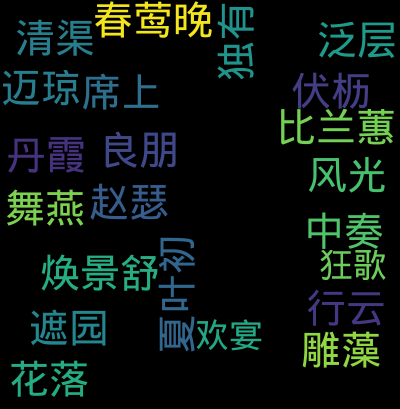 春莺晚
独有
清渠
泛层
迈琼
席上
伏枥
比兰蕙
丹霞
良朋
风光
舞燕
赵瑟
中奏
狂歌
焕景舒
夏叶初
行云
遮园
欢宴
雕藻
花落